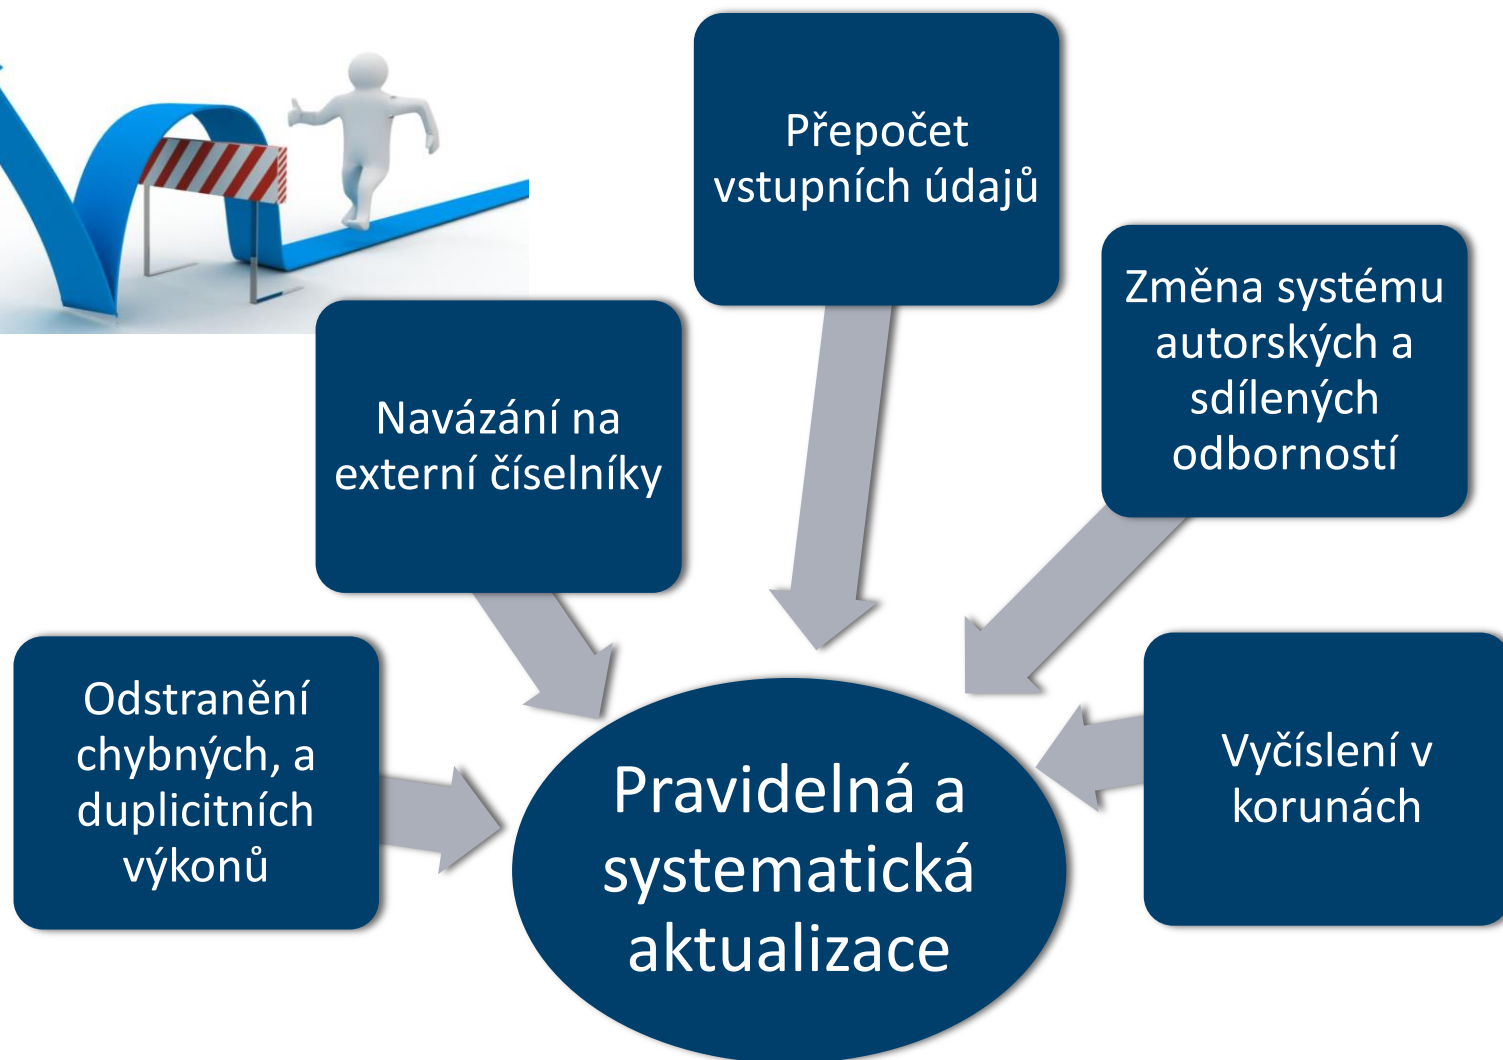 Přepočet
vstupních údajů
Změna systému
autorských a
sdílených
odborností
Navázání na
externí číselníky
Odstranění
chybných, a
duplicitních
výkonů
Vyčíslení v
korunách
Pravidelná a
systematická
aktualizace